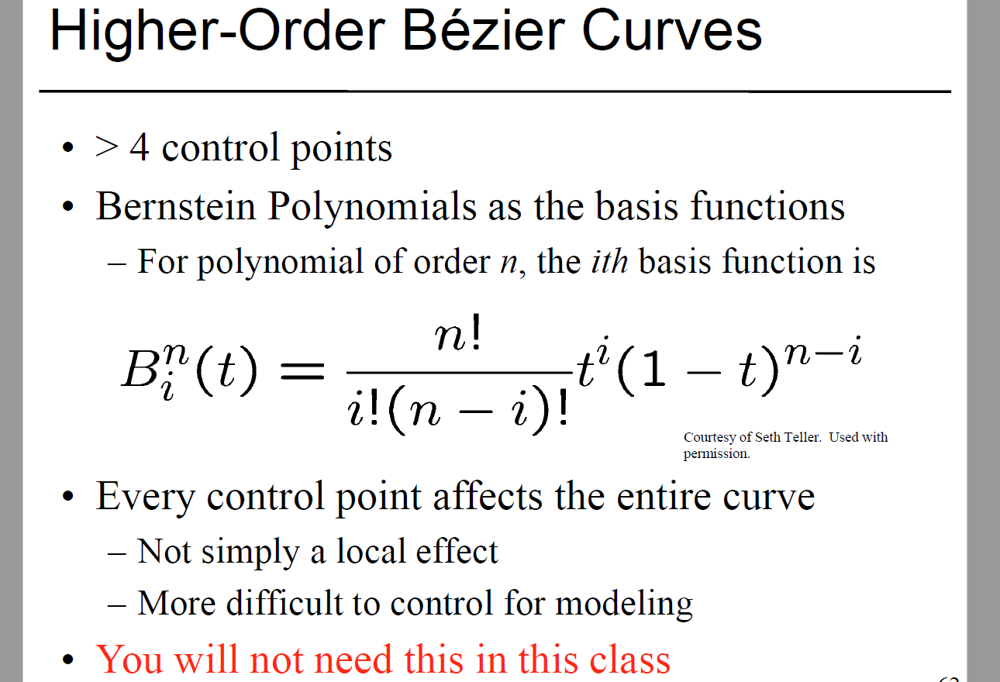 Higher-Order Bézier Curves
• > 4 control points
• Bernstein Polynomials as the basis functions
– For polynomial of order n, the ith basis function is
B_i^n(t) = \frac{n!}{i!(n-i)!} t^i (1-t)^{n-i}
Courtesy of Seth Teller. Used with
permission.
• Every control point affects the entire curve
– Not simply a local effect
– More difficult to control for modeling
• You will not need this in this class